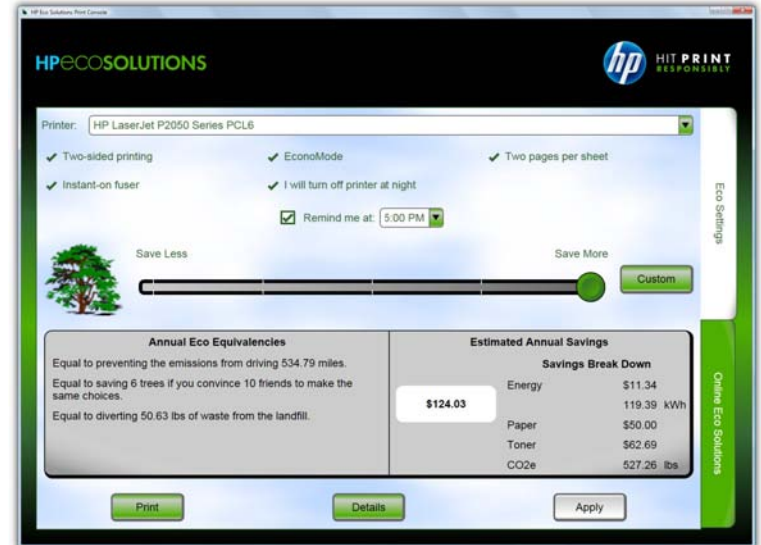 HP Eco Solutions Print Console
HPecoSOLUTIONS
hp HIT PRINT
RESPONSIBLY
Printer: HP LaserJet P2050 Series PCL6
Two-sided printing EconoMode Two pages per sheet
Instant-on fuser I will turn off printer at night
Remind me at: 5:00 PM
Save Less Save More
Custom
Eco Settings
Online Eco Solutions
Annual Eco Equivalencies
Equal to preventing the emissions from driving 534.79 miles.
Equal to saving 6 trees if you convince 10 friends to make the
same choices.
Equal to diverting 50.63 lbs of waste from the landfill.
Estimated Annual Savings
Savings Break Down
$124.03
Energy $11.34
119.39 kWh
Paper $50.00
Toner $62.69
CO2e 527.26 lbs
Print Details Apply